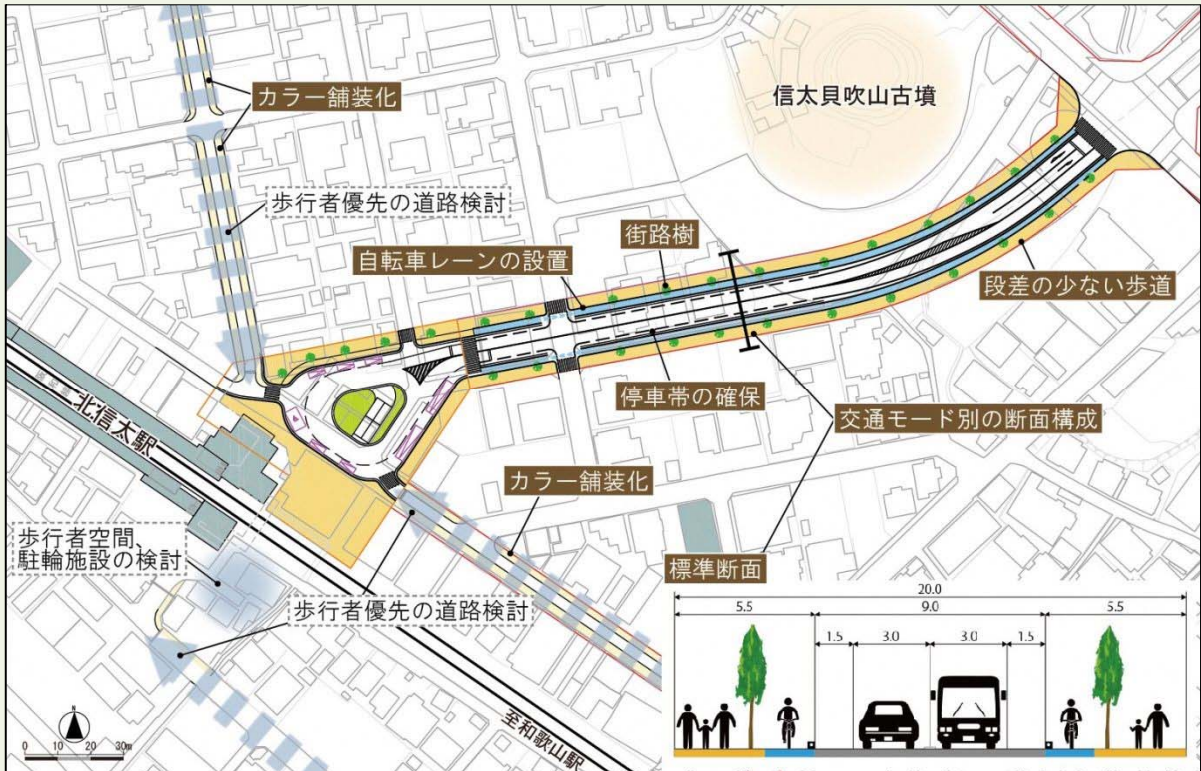 カラー舗装化
信太貝吹山古墳
歩行者優先の道路検討
街路樹
自転車レーンの設置
段差の少ない歩道
停車帯の確保
交通モード別の断面構成
北信太駅
カラー舗装化
歩行者空間、
駐輪施設の検討
標準断面
歩行者優先の道路検討
20.0
5.5
9.0
5.5
1.5
3.0
3.0
1.5
至和歌山駅
N
0 10 20 30m